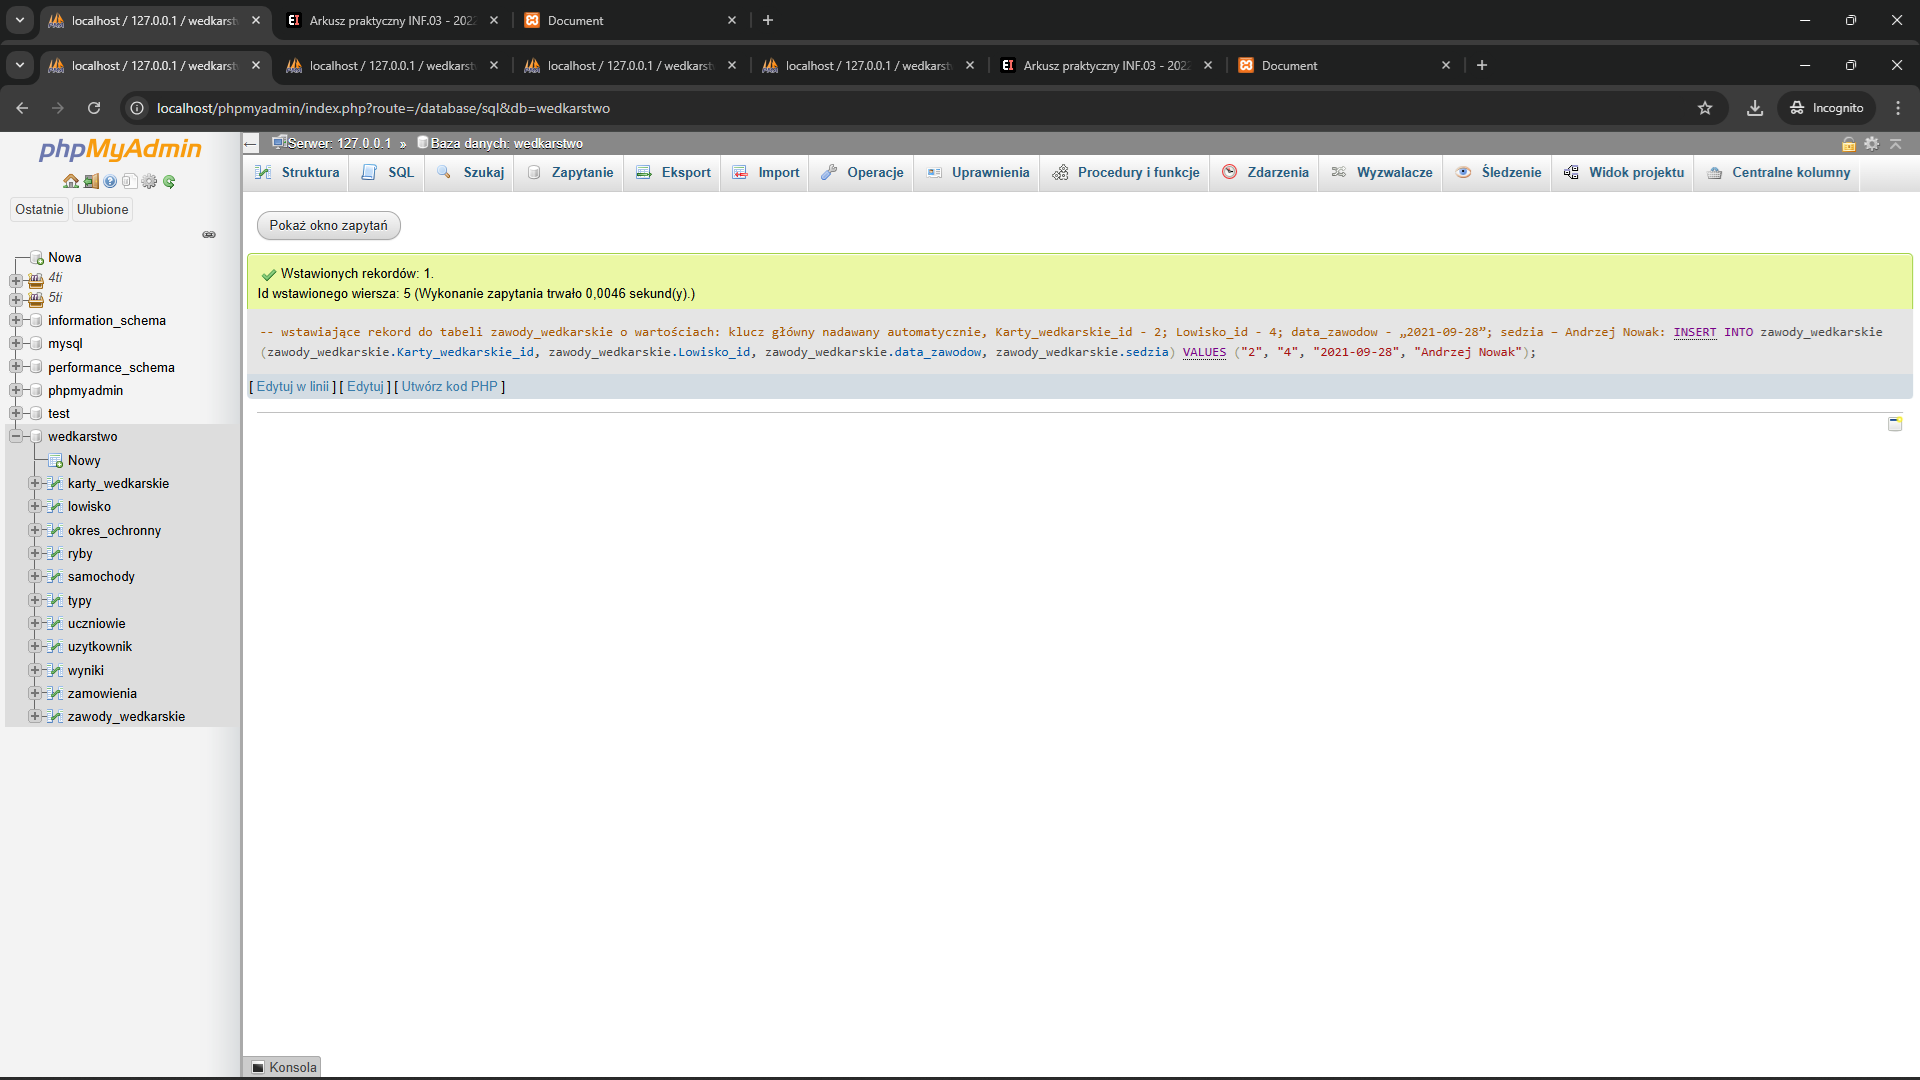 localhost / 127.0.0.1 / wedkarst
Arkusz praktyczny INF.03 - 202
Document
localhost / 127.0.0.1 / wedkarst
localhost / 127.0.0.1 / wedkarst
localhost / 127.0.0.1 / wedkarst
localhost / 127.0.0.1 / wedkarst
Arkusz praktyczny INF.03 - 202
Document
localhost/phpmyadmin/index.php?route=/database/sql&db=wedkarstwo
Incognito
phpMyAdmin
Ostatnie
Ulubione
Nowa
4ti
5ti
information_schema
mysql
performance_schema
phpmyadmin
test
wedkarstwo
Nowy
karty_wedkarskie
lowisko
okres_ochronny
ryby
samochody
typy
uczniowie
uzytkownik
wyniki
zamowienia
zawody_wedkarskie
Serwer: 127.0.0.1 » Baza danych: wedkarstwo
Struktura SQL Szukaj Zapytanie Eksport Import Operacje Uprawnienia Procedury i funkcje Zdarzenia Wyzwalacze Śledzenie Widok projektu Centralne kolumny
Pokaż okno zapytań
Wstawionych rekordów: 1.
Id wstawionego wiersza: 5 (Wykonanie zapytania trwało 0,0046 sekund(y).)
-- wstawiające rekord do tabeli zawody_wedkarskie o wartościach: klucz główny nadawany automatycznie, Karty_wedkarskie_id - 2; Lowisko_id - 4; data_zawodow - „2021-09-28”; sedzia – Andrzej Nowak: INSERT INTO zawody_wedkarskie
(zawody_wedkarskie.Karty_wedkarskie_id, zawody_wedkarskie.Lowisko_id, zawody_wedkarskie.data_zawodow, zawody_wedkarskie.sedzia) VALUES ("2", "4", "2021-09-28", "Andrzej Nowak");
[ Edytuj w linii ] [ Edytuj ] [ Utwórz kod PHP ]
Konsola